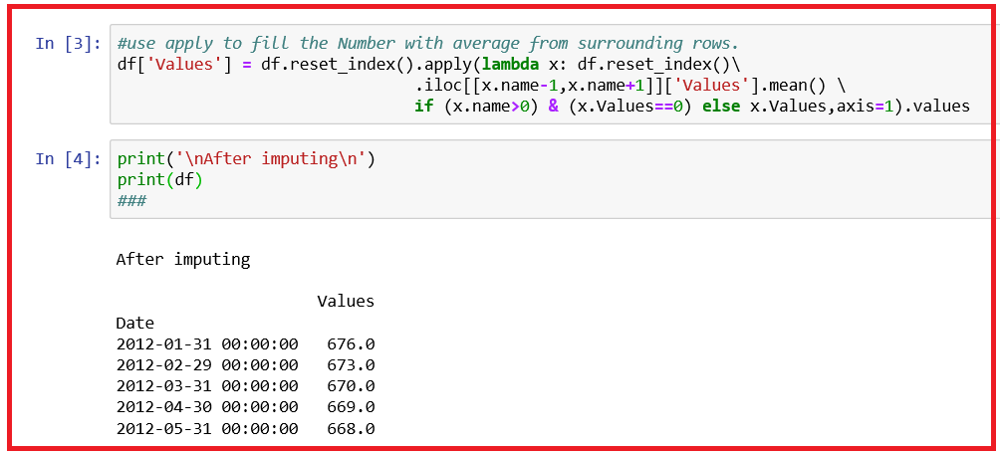 In [3]: #use apply to fill the Number with average from surrounding rows.
df['Values'] = df.reset_index().apply(lambda x: df.reset_index()\
.iloc[[x.name-1,x.name+1]]['Values'].mean() \
if (x.name>0) & (x.Values==0) else x.Values,axis=1).values
In [4]: print('\nAfter imputing\n')
print(df)
###
After imputing
Values
Date
2012-01-31 00:00:00 676.0
2012-02-29 00:00:00 673.0
2012-03-31 00:00:00 670.0
2012-04-30 00:00:00 669.0
2012-05-31 00:00:00 668.0